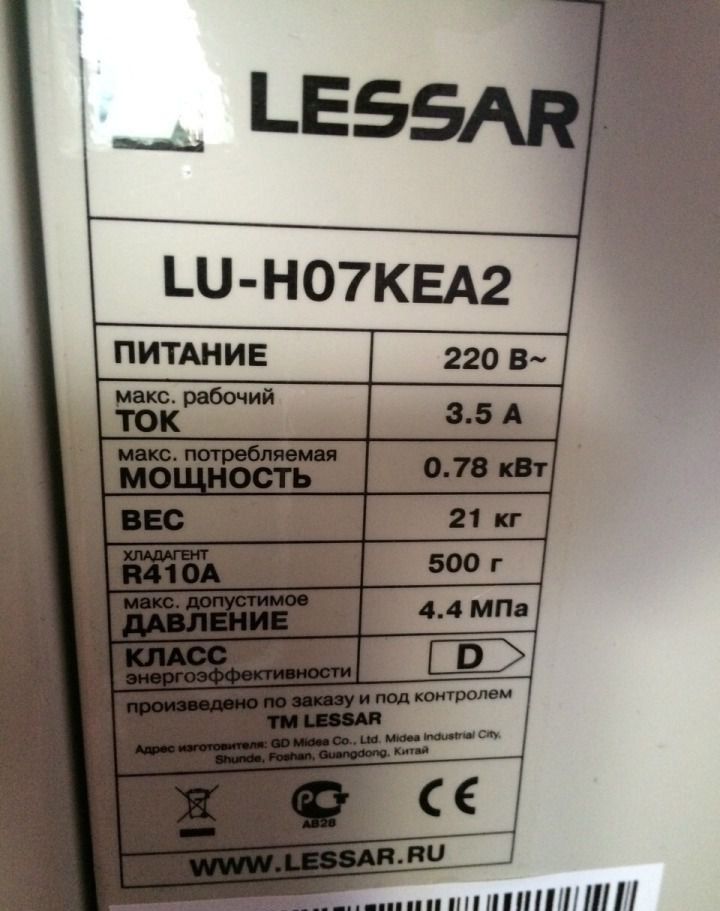 LESSAR
LU-H07KEA2
ПИТАНИЕ 220 В~
макс. рабочий
ТОК 3.5 А
макс. потребляемая
МОЩНОСТЬ 0.78 кВт
ВЕС 21 кг
ХЛАДАГЕНТ
R410A 500 г
макс. допустимое
ДАВЛЕНИЕ 4.4 МПа
КЛАСС D
энергоэффективности
произведено по заказу и под контролем
ТМ LESSAR
Адрес изготовителя: GD Midea Co., Ltd. Midea Industrial City,
Shunde, Foshan, Guangdong, Китай
РСТ CE
АВ28
WWW.LESSAR.RU